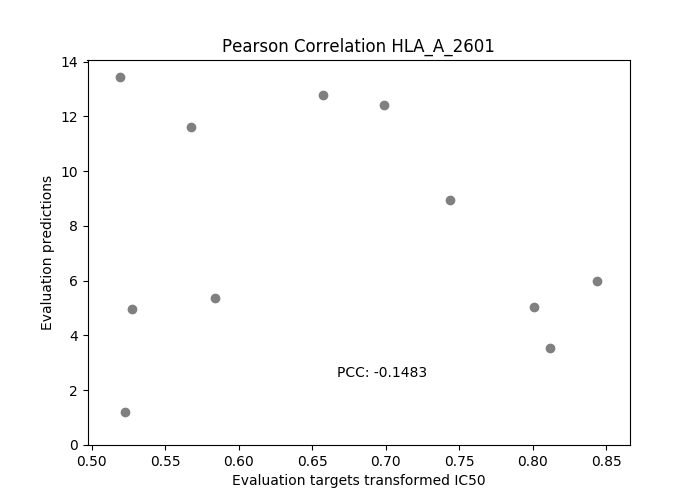 Pearson Correlation HLA_A_2601
14
12
10
8
6
4
2
0
Evaluation predictions
PCC: -0.1483
0.50 0.55 0.60 0.65 0.70 0.75 0.80 0.85
Evaluation targets transformed IC50